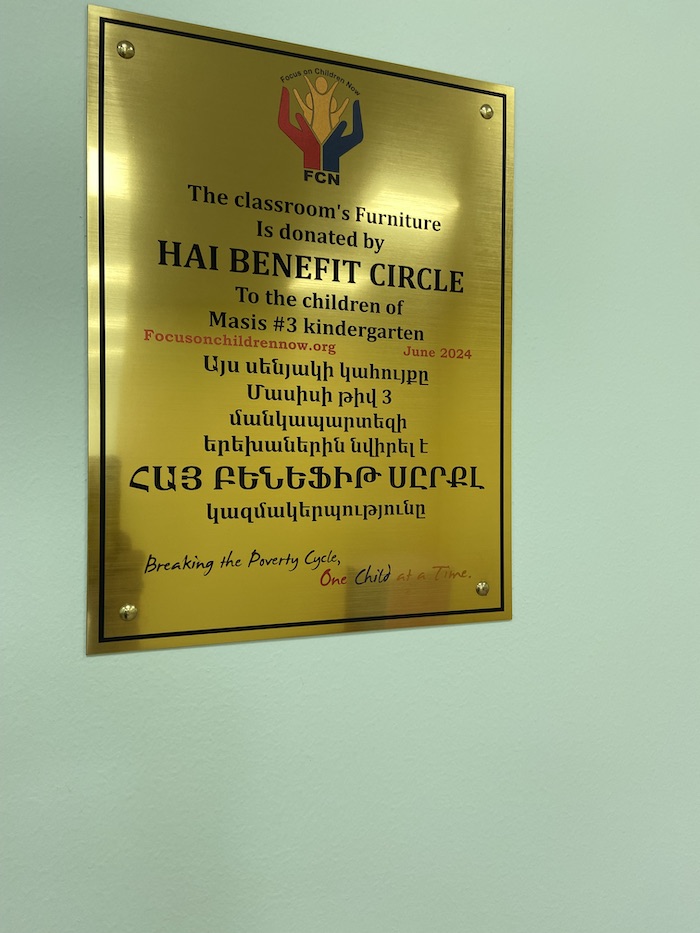 Focus on Children Now
FCN
The classroom's Furniture
Is donated by
HAI BENEFIT CIRCLE
To the children of
Masis #3 kindergarten
Focusonchildrennow.org June 2024
Այս սենյակի կահույքը
Մասիսի թիվ 3
մանկապարտեզի
երեխաներին նվիրել է
ՀԱՅ ԲԵՆԵՖԻԹ ՍԸՐՔԼ
կազմակերպությունը
Breaking the Poverty Cycle,
One Child at a Time.